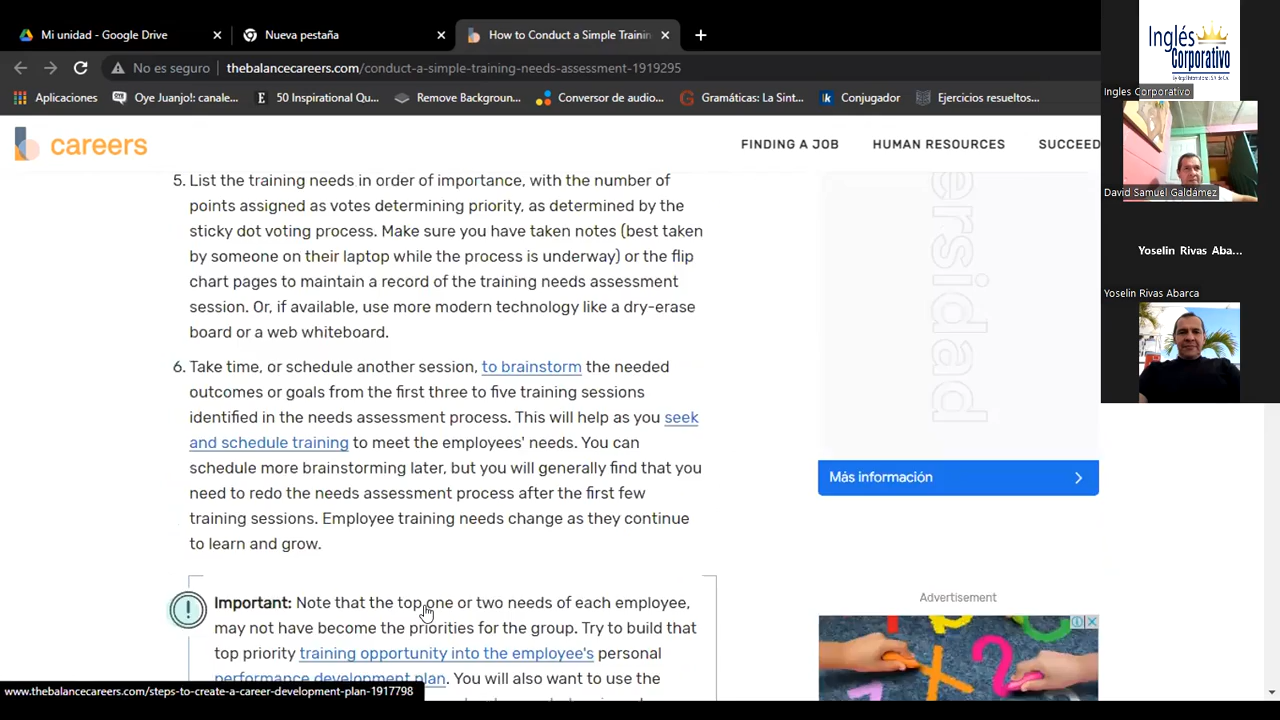 Mi unidad - Google Drive
Nueva pestaña
How to Conduct a Simple Trainin
No es seguro
thebalancecareers.com/conduct-a-simple-training-needs-assessment-1919295
Aplicaciones
Oye Juanjo!: canale...
50 Inspirational Qu...
Ref. Back Bacanora...
Conversor de audio...
Gramáticas: La Sint...
Conjugador
Ejercicios resueltos...
careers
FINDING A JOB
HUMAN RESOURCES
SUCCEED
5. List the training needs in order of importance, with the number of
points assigned as votes determining priority, as determined by the
sticky dot voting process. Make sure you have taken notes (best taken
by someone on their laptop while the process is underway) or the flip
chart pages to maintain a record of the training needs assessment
session. Or, if available, use more modern technology like a dry-erase
board or a web whiteboard.
6. Take time, or schedule another session, to brainstorm the needed
outcomes or goals from the first three to five training sessions
identified in the needs assessment process. This will help as you seek
and schedule training to meet the employees' needs. You can
schedule more brainstorming later, but you will generally find that you
need to redo the needs assessment process after the first few
training sessions. Employee training needs change as they continue
to learn and grow.
Important: Note that the top one or two needs of each employee,
may not have become the priorities for the group. Try to build that
top priority training opportunity into the employee's personal
performance development plan. You will also want to use the
www.thebalancecareers.com/steps-to-create-a-career-development-plan-1917798
ersidad
Más información
Advertisement
Inglés
Corporativo
Ingles Corporativo
David Samuel Galdámez
Yoselin Rivas Aba...
Yoselin Rivas Abarca